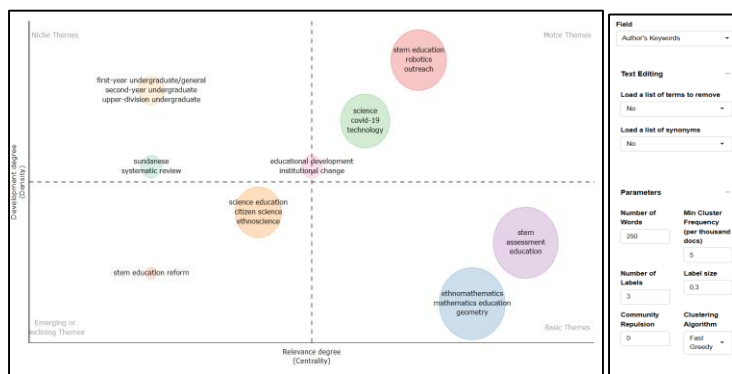 Niche Themes
Motor Themes
stem education
robotics
outreach
first-year undergraduate/general
second-year undergraduate
upper-division undergraduate
science
covid-19
technology
sundanese
systematic review
educational development
institutional change
science education
citizen science
ethnoscience
stem
assessment
education
stem education reform
ethnomathematics
mathematics education
geometry
Emerging or
eclining Themes
Basic Themes
Development degree
(Density)
Relevance degree
(Centrality)
Field
Author's Keywords
Text Editing
Load a list of terms to remove
No
Load a list of synonyms
No
Parameters
Number of
Words
250
Min Cluster
Frequency
(per thousand
docs)
5
Number of
Labels
3
Label size
0,3
Community
Repulsion
0
Clustering
Algorithm
Fast
Greedy